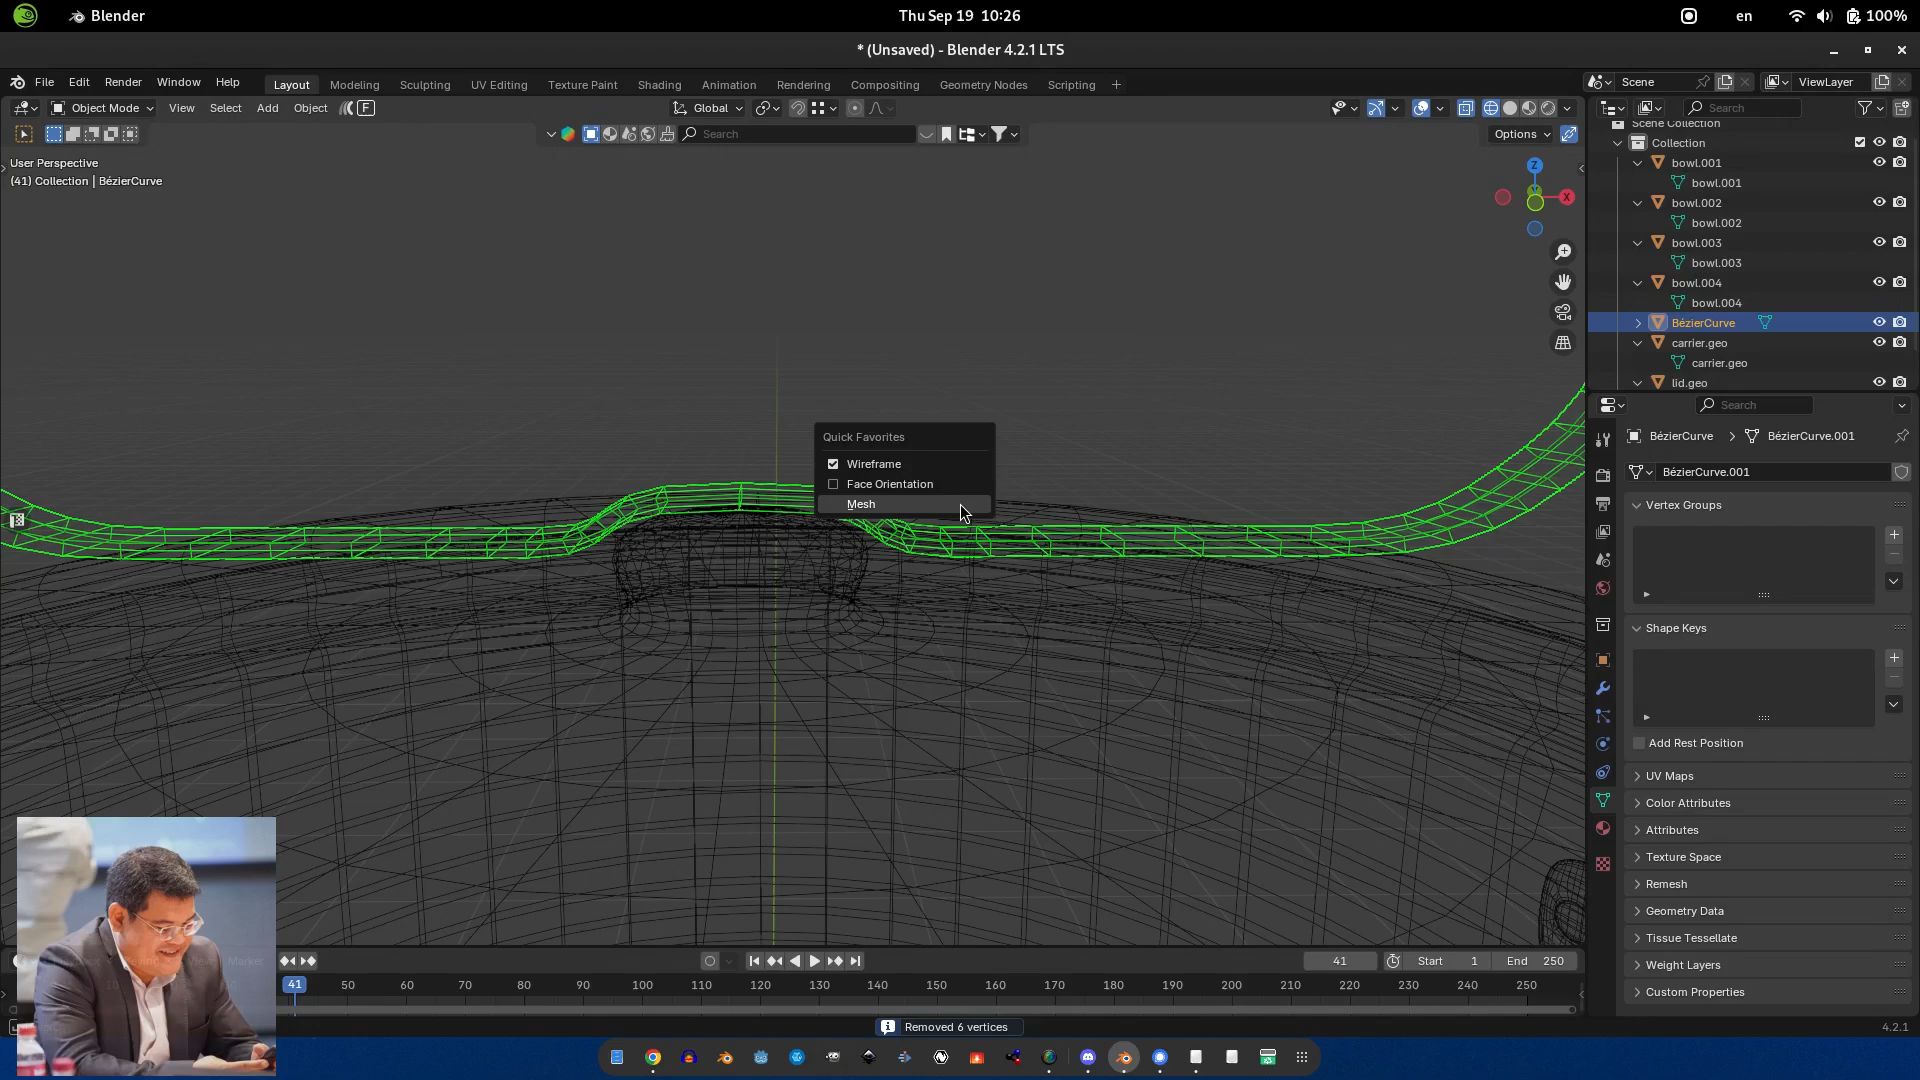 Blender
Thu Sep 19 10:26
en
100%
* (Unsaved) - Blender 4.2.1 LTS
File Edit Render Window Help
Layout Modeling Sculpting UV Editing Texture Paint Shading Animation Rendering Compositing Geometry Nodes Scripting +
Scene
ViewLayer
Object Mode View Select Add Object F
Global
Search
Search
Options
User Perspective
(41) Collection | BézierCurve
Z
X
Scene Collection
Collection
bowl.001
bowl.001
bowl.002
bowl.002
bowl.003
bowl.003
bowl.004
bowl.004
BézierCurve
carrier.geo
carrier.geo
lid.geo
Search
BézierCurve > BézierCurve.001
BézierCurve.001
Vertex Groups
Shape Keys
Add Rest Position
UV Maps
Color Attributes
Attributes
Texture Space
Remesh
Geometry Data
Tissue Tessellate
Weight Layers
Custom Properties
Quick Favorites
Wireframe
Face Orientation
Mesh
Marker
41
Start 1
End 250
41 50 60 70 80 90 100 110 120 130 140 150 160 170 180 190 200 210 220 230 240 250
Removed 6 vertices
4.2.1